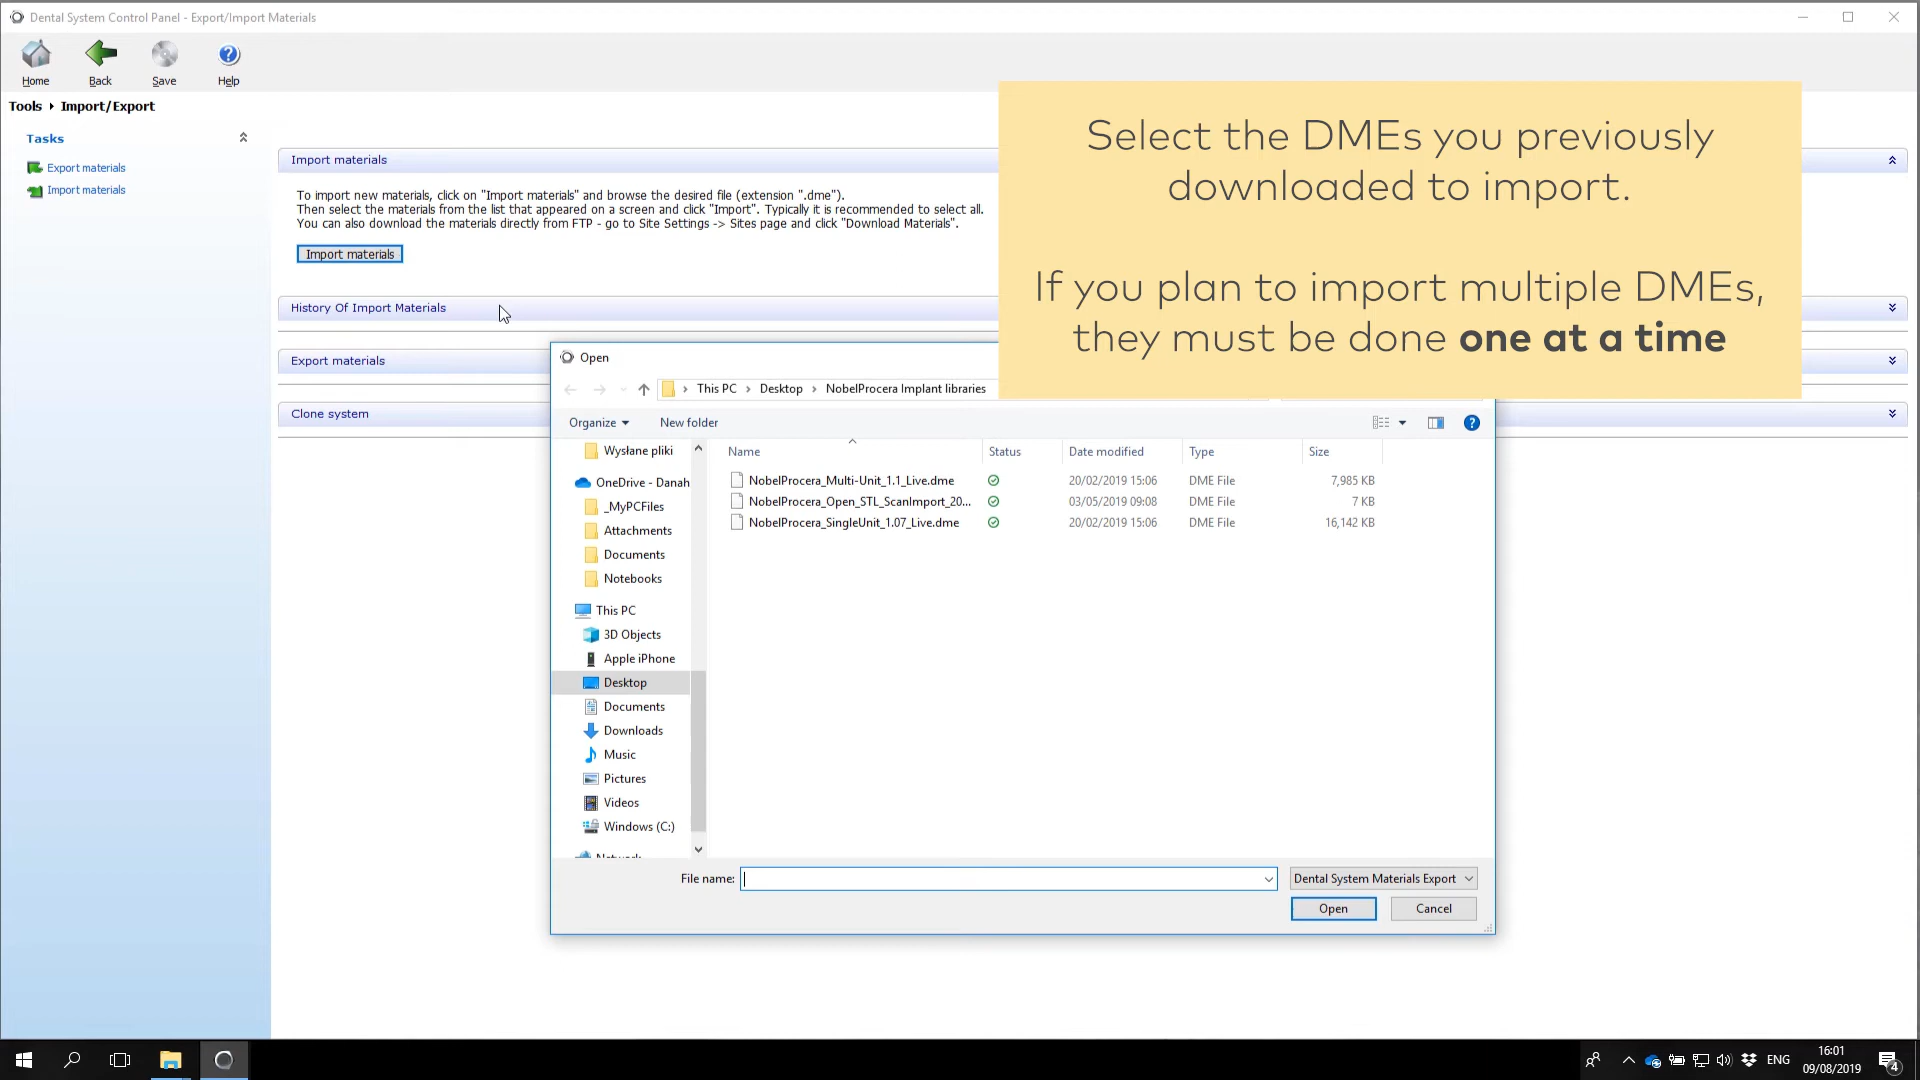 Dental System Control Panel - Export/Import Materials
Home Back Save Help
Tools Import/Export
Tasks
Export materials
Import materials
Import materials
To import new materials, click on "Import materials" and browse the desired file (extension ".dme").
Then select the materials from the list that appeared on a screen and click "Import". Typically it is recommended to select all.
You can also download the materials directly from FTP - go to Site Settings -> Sites page and click "Download Materials".
Import materials
History Of Import Materials
Export materials
Clone system
Select the DMEs you previously
downloaded to import.
If you plan to import multiple DMEs,
they must be done one at a time
Open
This PC Desktop NobelProcera Implant libraries
Organize New folder
Wysłane pliki
OneDrive - Danah
_MyPCFiles
Attachments
Documents
Notebooks
This PC
3D Objects
Apple iPhone
Desktop
Documents
Downloads
Music
Pictures
Videos
Windows (C:)
Name Status Date modified Type Size
NobelProcera_Multi-Unit_1.1_Live.dme 20/02/2019 15:06 DME File 7,985 KB
NobelProcera_Open_STL_ScanImport_20... 03/05/2019 09:08 DME File 7 KB
NobelProcera_SingleUnit_1.07_Live.dme 20/02/2019 15:06 DME File 16,142 KB
File name: Dental System Materials Export
Open Cancel
ENG
16:01
09/08/2019
4